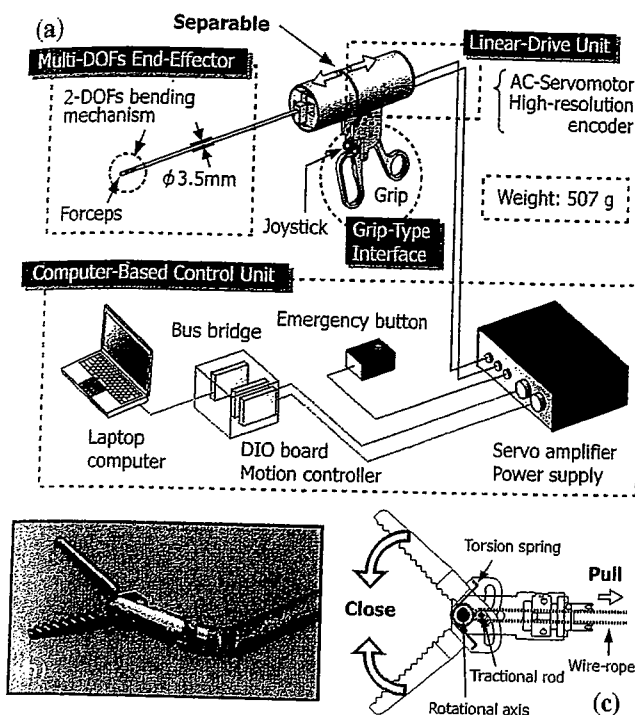 (a)
Separable
Multi-DOFs End-Effector
Linear-Drive Unit
2-DOFs bending
mechanism
AC-Servomotor
High-resolution
encoder
ϕ3.5mm
Forceps
Joystick
Grip
Weight: 507 g
Grip-Type
Interface
Computer-Based Control Unit
Bus bridge
Emergency button
Laptop
computer
DIO board
Motion controller
Servo amplifier
Power supply
Torsion spring
Pull
Close
Wire-rope
Tractional rod
Rotational axis
(c)